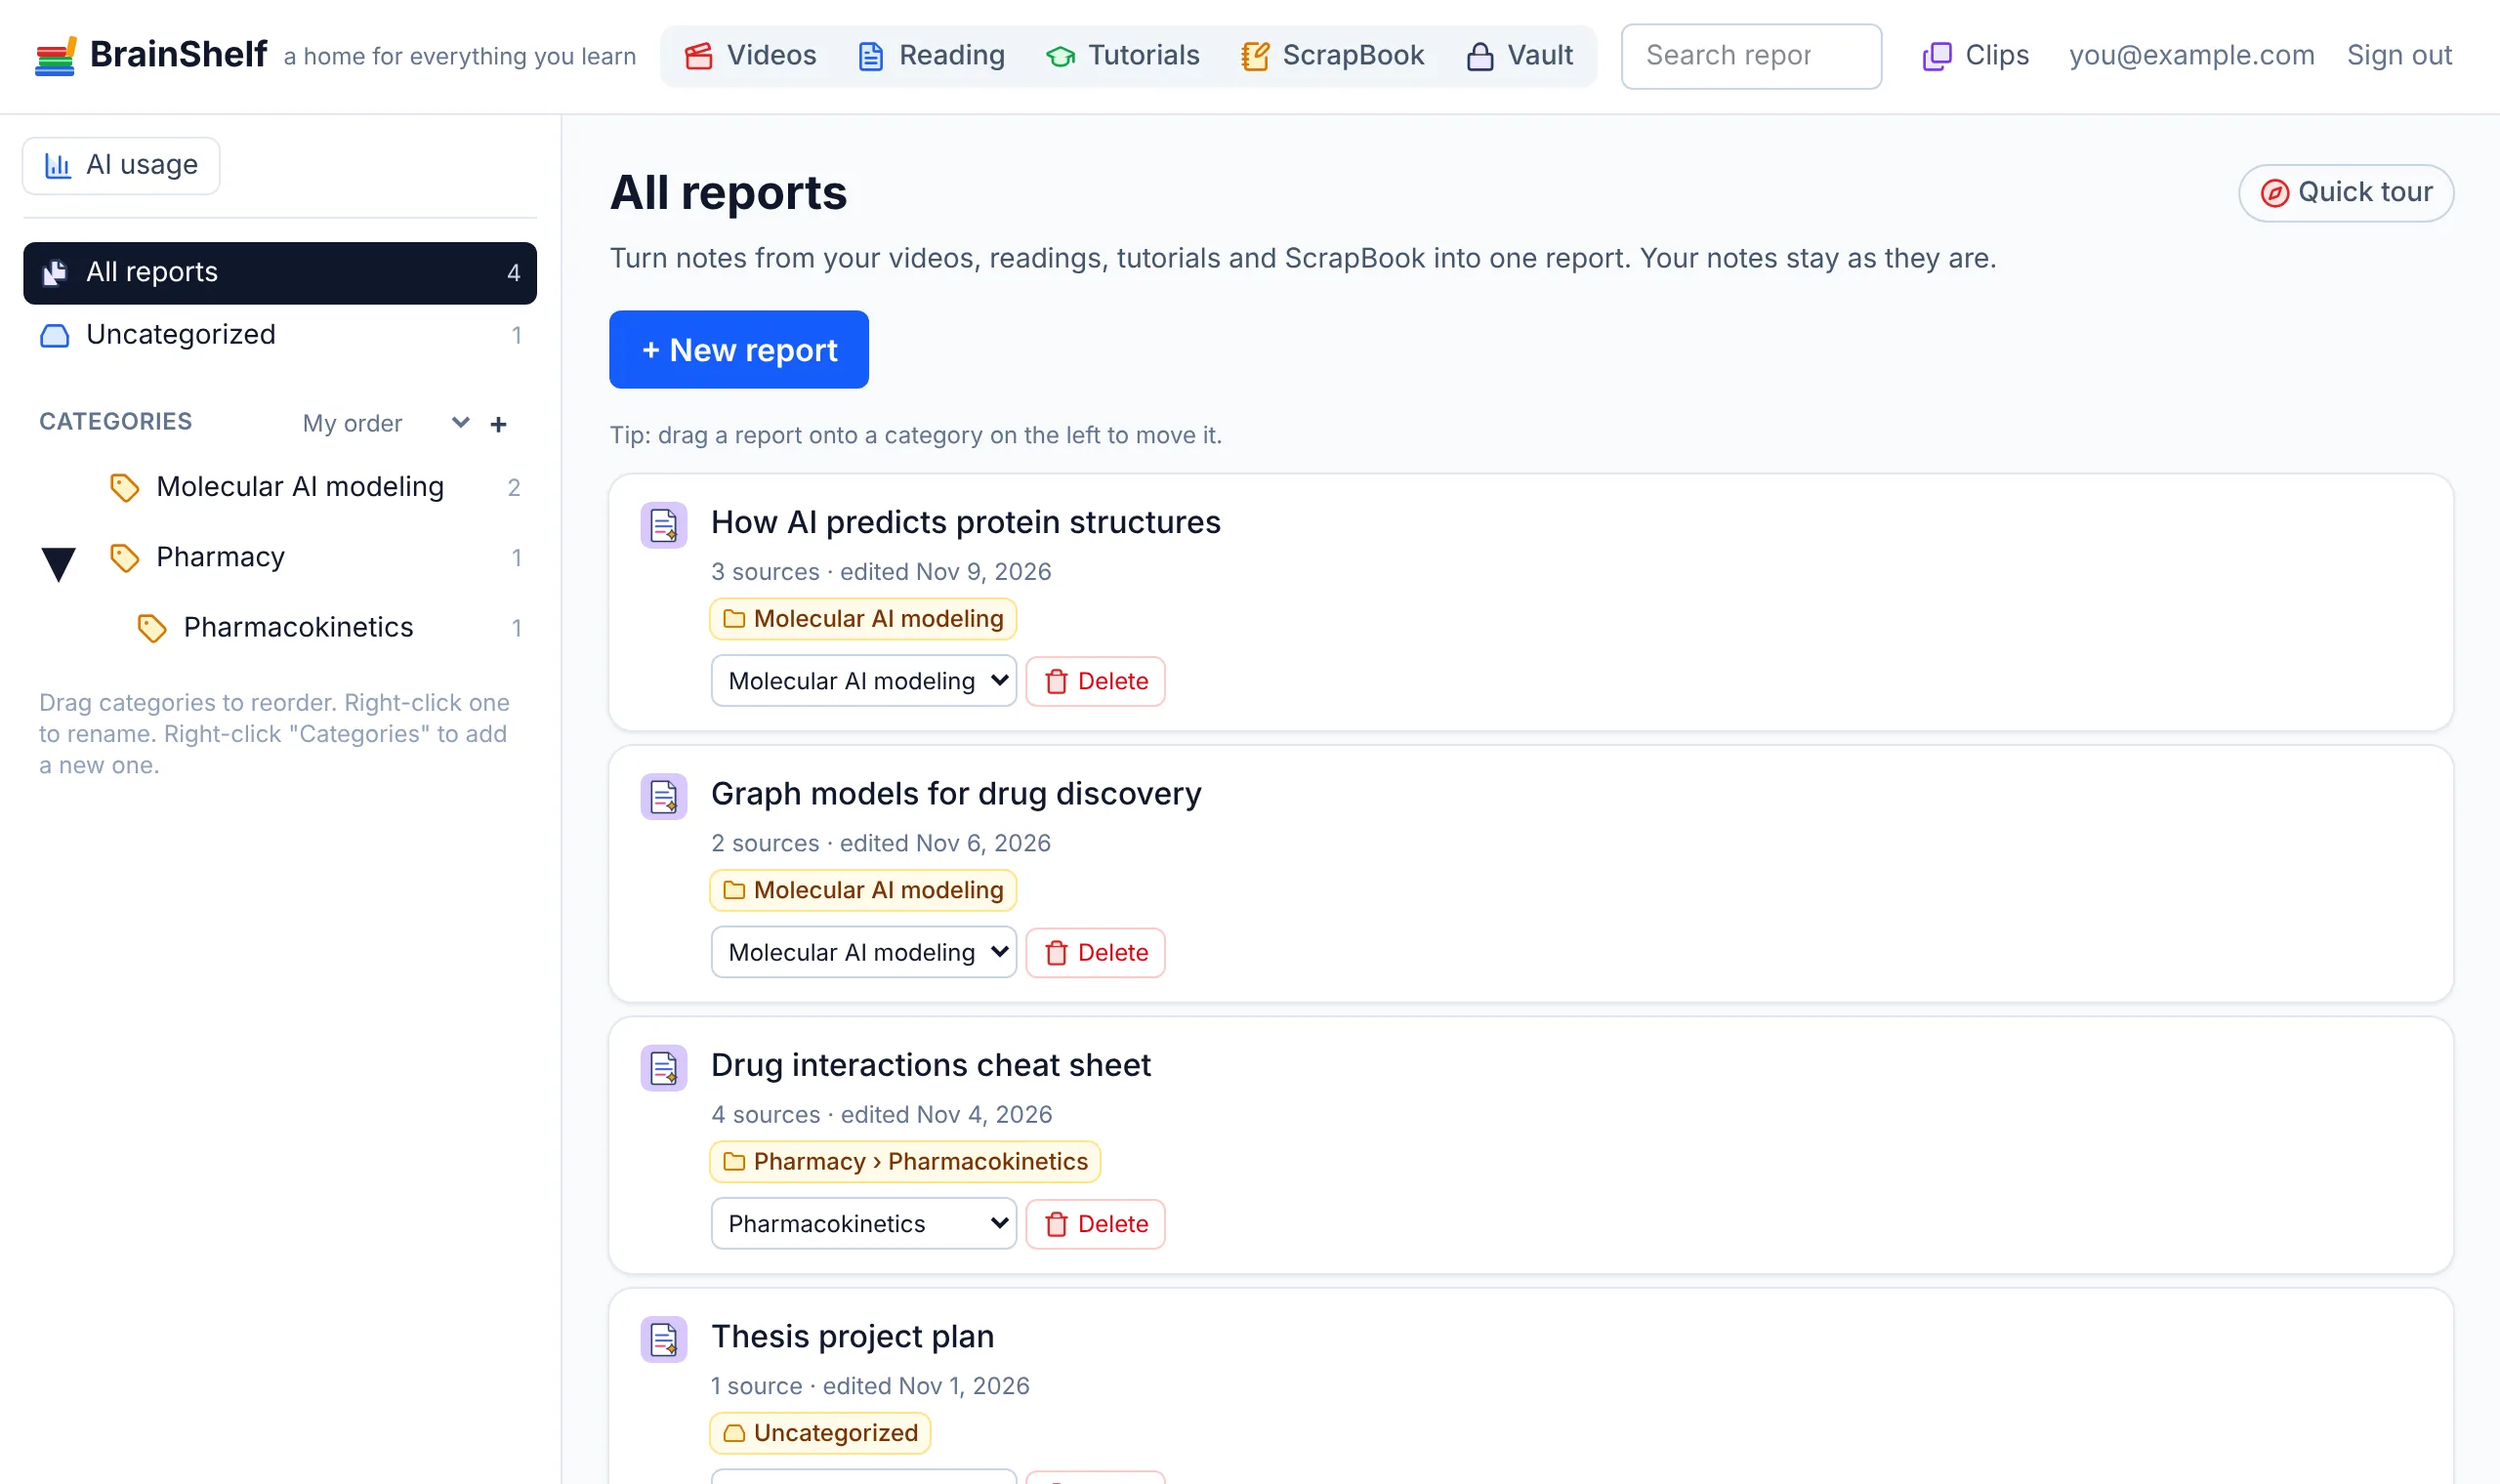 BrainShelf a home for everything you learn Videos Reading Tutorials ScrapBook Vault Search repor Clips you@example.com Sign out
AI usage
All reports 4
Uncategorized 1
CATEGORIES My order +
Molecular AI modeling 2
Pharmacy 1
Pharmacokinetics 1
Drag categories to reorder. Right-click one
to rename. Right-click "Categories" to add
a new one.
All reports
Quick tour
Turn notes from your videos, readings, tutorials and ScrapBook into one report. Your notes stay as they are.
+ New report
Tip: drag a report onto a category on the left to move it.
How AI predicts protein structures
3 sources · edited Nov 9, 2026
Molecular AI modeling
Molecular AI modeling Delete
Graph models for drug discovery
2 sources · edited Nov 6, 2026
Molecular AI modeling
Molecular AI modeling Delete
Drug interactions cheat sheet
4 sources · edited Nov 4, 2026
Pharmacy › Pharmacokinetics
Pharmacokinetics Delete
Thesis project plan
1 source · edited Nov 1, 2026
Uncategorized